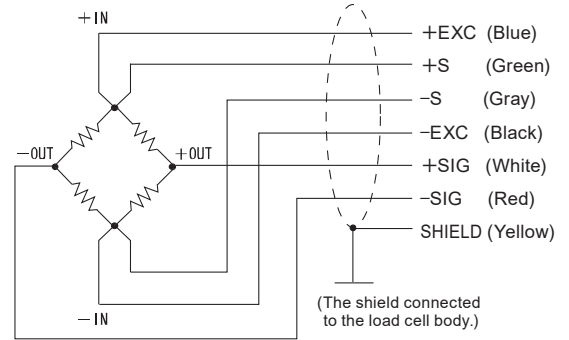 +IN
+EXC (Blue)
+S (Green)
−S (Gray)
−EXC (Black)
−OUT
+OUT
+SIG (White)
−SIG (Red)
SHIELD (Yellow)
−IN
(The shield connected
to the load cell body.)